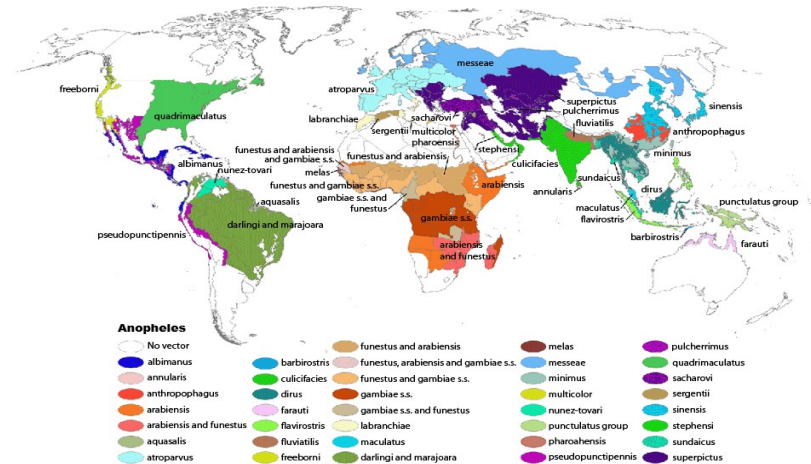 messeae
freeborni
atroparvus
quadrimaculatus
superpictus
pulcherrimus
sinensis
labranchiae
sacharovi
fluviatilis
sergentii
multicolor
anthropophagus
pharoensis
stephensi
minimus
funestus and arabiensis
and gambiae s.s.
funestus and arabiensis
albimanus
nunez-tovari
melas
culicifacies
sundaicus
funestus and gambiae s.s.
arabiensis
annularis
dirus
gambiae s.s. and
funestus
aquasalis
punctulatus group
maculatus
flavirostris
gambiae s.s.
darlingi and marajoara
pseudopunctipennis
barbirostris
farauti
arabiensis
and funestus
Anopheles
No vector
albimanus
annularis
anthropophagus
arabiensis
arabiensis and funestus
aquasalis
atroparvus
barbirostris
culicifacies
dirus
farauti
flavirostris
fluviatilis
freeborni
funestus and arabiensis
funestus, arabiensis and gambiae s.s.
funestus and gambiae s.s.
gambiae s.s.
gambiae s.s. and funestus
labranchiae
maculatus
darlingi and marajoara
melas
messeae
minimus
multicolor
nunez-tovari
punctulatus group
pharoahensis
pseudopunctipennis
pulcherrimus
quadrimaculatus
sacharovi
sergentii
sinensis
stephensi
sundaicus
superpictus